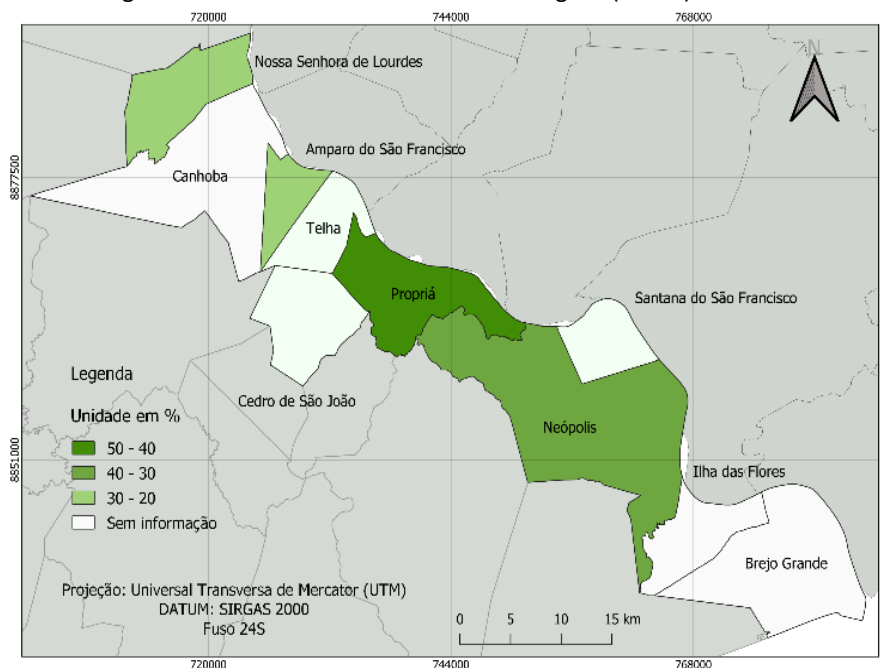 720000
744000
768000
N
Nossa Senhora de Lourdes
Amparo do São Francisco
8877500
8877500
Canhoba
Telha
Propriá
Santana do São Francisco
Legenda
Cedro de São João
Unidade em %
Neópolis
50 - 40
8851000
8851000
40 - 30
Ilha das Flores
30 - 20
Sem informação
Brejo Grande
Projeção: Universal Transversa de Mercator (UTM)
DATUM: SIRGAS 2000
Fuso 24S
0 5 10 15 km
720000
744000
768000